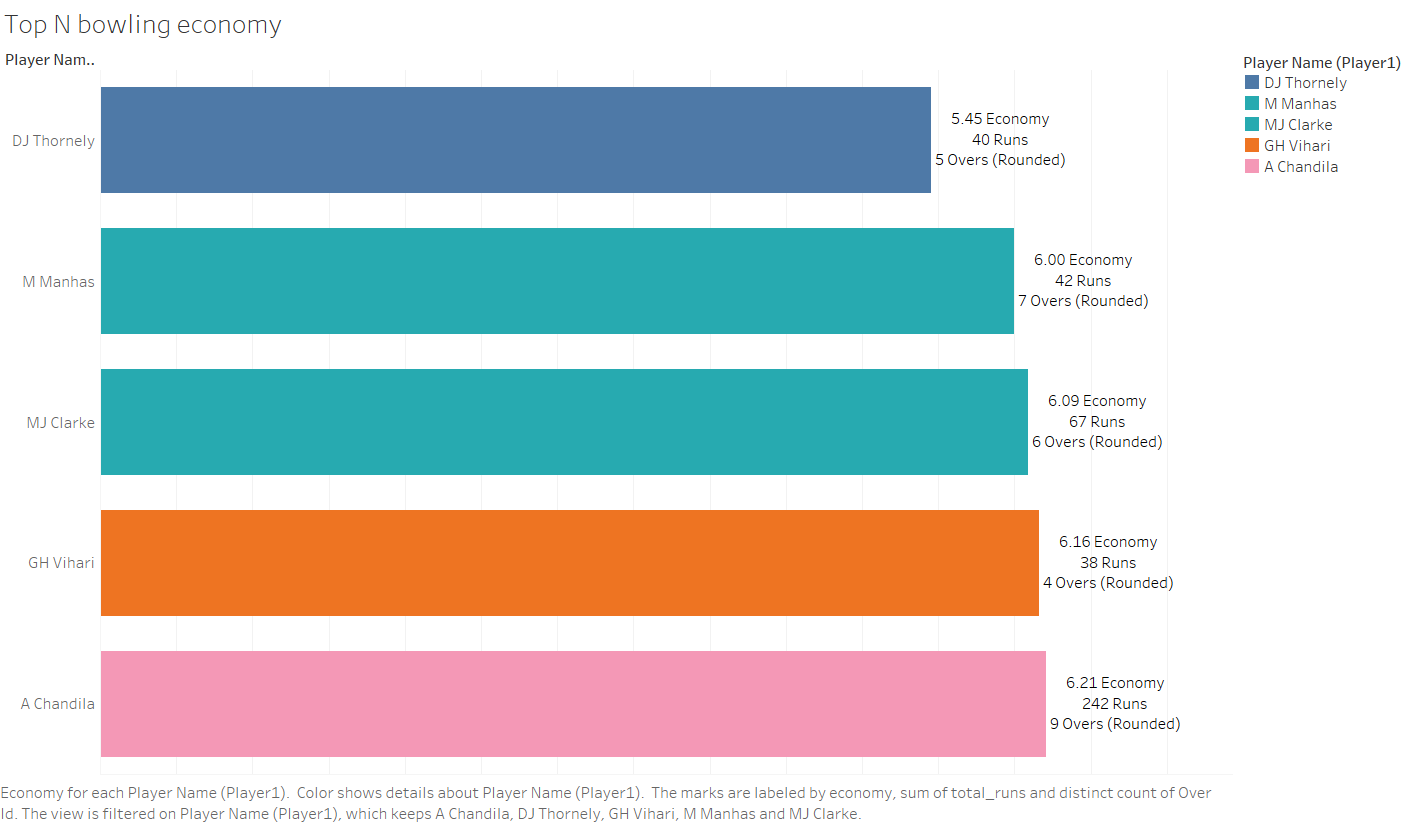 Top N bowling economy
Player Nam..
DJ Thornely
5.45 Economy
40 Runs
5 Overs (Rounded)
M Manhas
6.00 Economy
42 Runs
7 Overs (Rounded)
MJ Clarke
6.09 Economy
67 Runs
6 Overs (Rounded)
GH Vihari
6.16 Economy
38 Runs
4 Overs (Rounded)
A Chandila
6.21 Economy
242 Runs
9 Overs (Rounded)
Player Name (Player1)
DJ Thornely
M Manhas
MJ Clarke
GH Vihari
A Chandila
Economy for each Player Name (Player1).  Color shows details about Player Name (Player1).  The marks are labeled by economy, sum of total_runs and distinct count of Over
Id. The view is filtered on Player Name (Player1), which keeps A Chandila, DJ Thornely, GH Vihari, M Manhas and MJ Clarke.